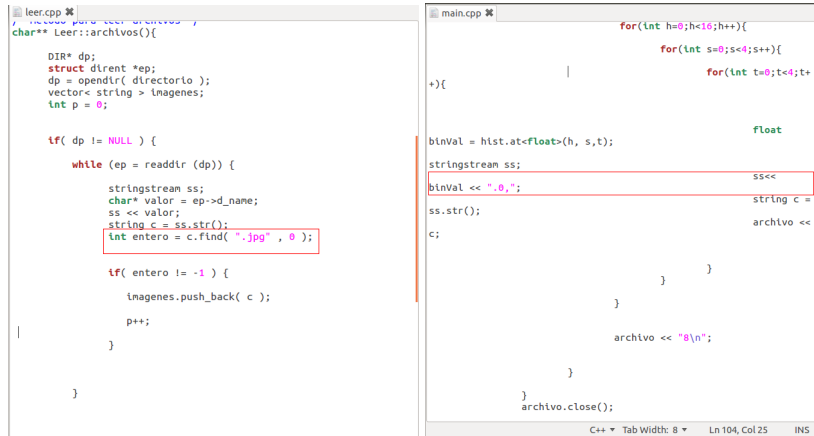 leer.cpp ✖
/* Metodo para leer archivos */
char** Leer::archivos(){
DIR* dp;
struct dirent *ep;
dp = opendir( directorio );
vector< string > imagenes;
int p = 0;
if( dp != NULL ) {
while (ep = readdir (dp)) {
stringstream ss;
char* valor = ep->d_name;
ss << valor;
string c = ss.str();
int entero = c.find( ".jpg" , 0 );
if( entero != -1 ) {
imagenes.push_back( c );
p++;
}
}
main.cpp ✖
for(int h=0;h<16;h++){
for(int s=0;s<4;s++){
for(int t=0;t<4;t+
+){
float
binVal = hist.at<float>(h, s,t);
stringstream ss;
ss<<
binVal << ".0,";
string c =
ss.str();
archivo <<
c;
}
}
}
archivo << "8\n";
}
}
archivo.close();
C++ ▾ Tab Width: 8 ▾ Ln 104, Col 25 INS